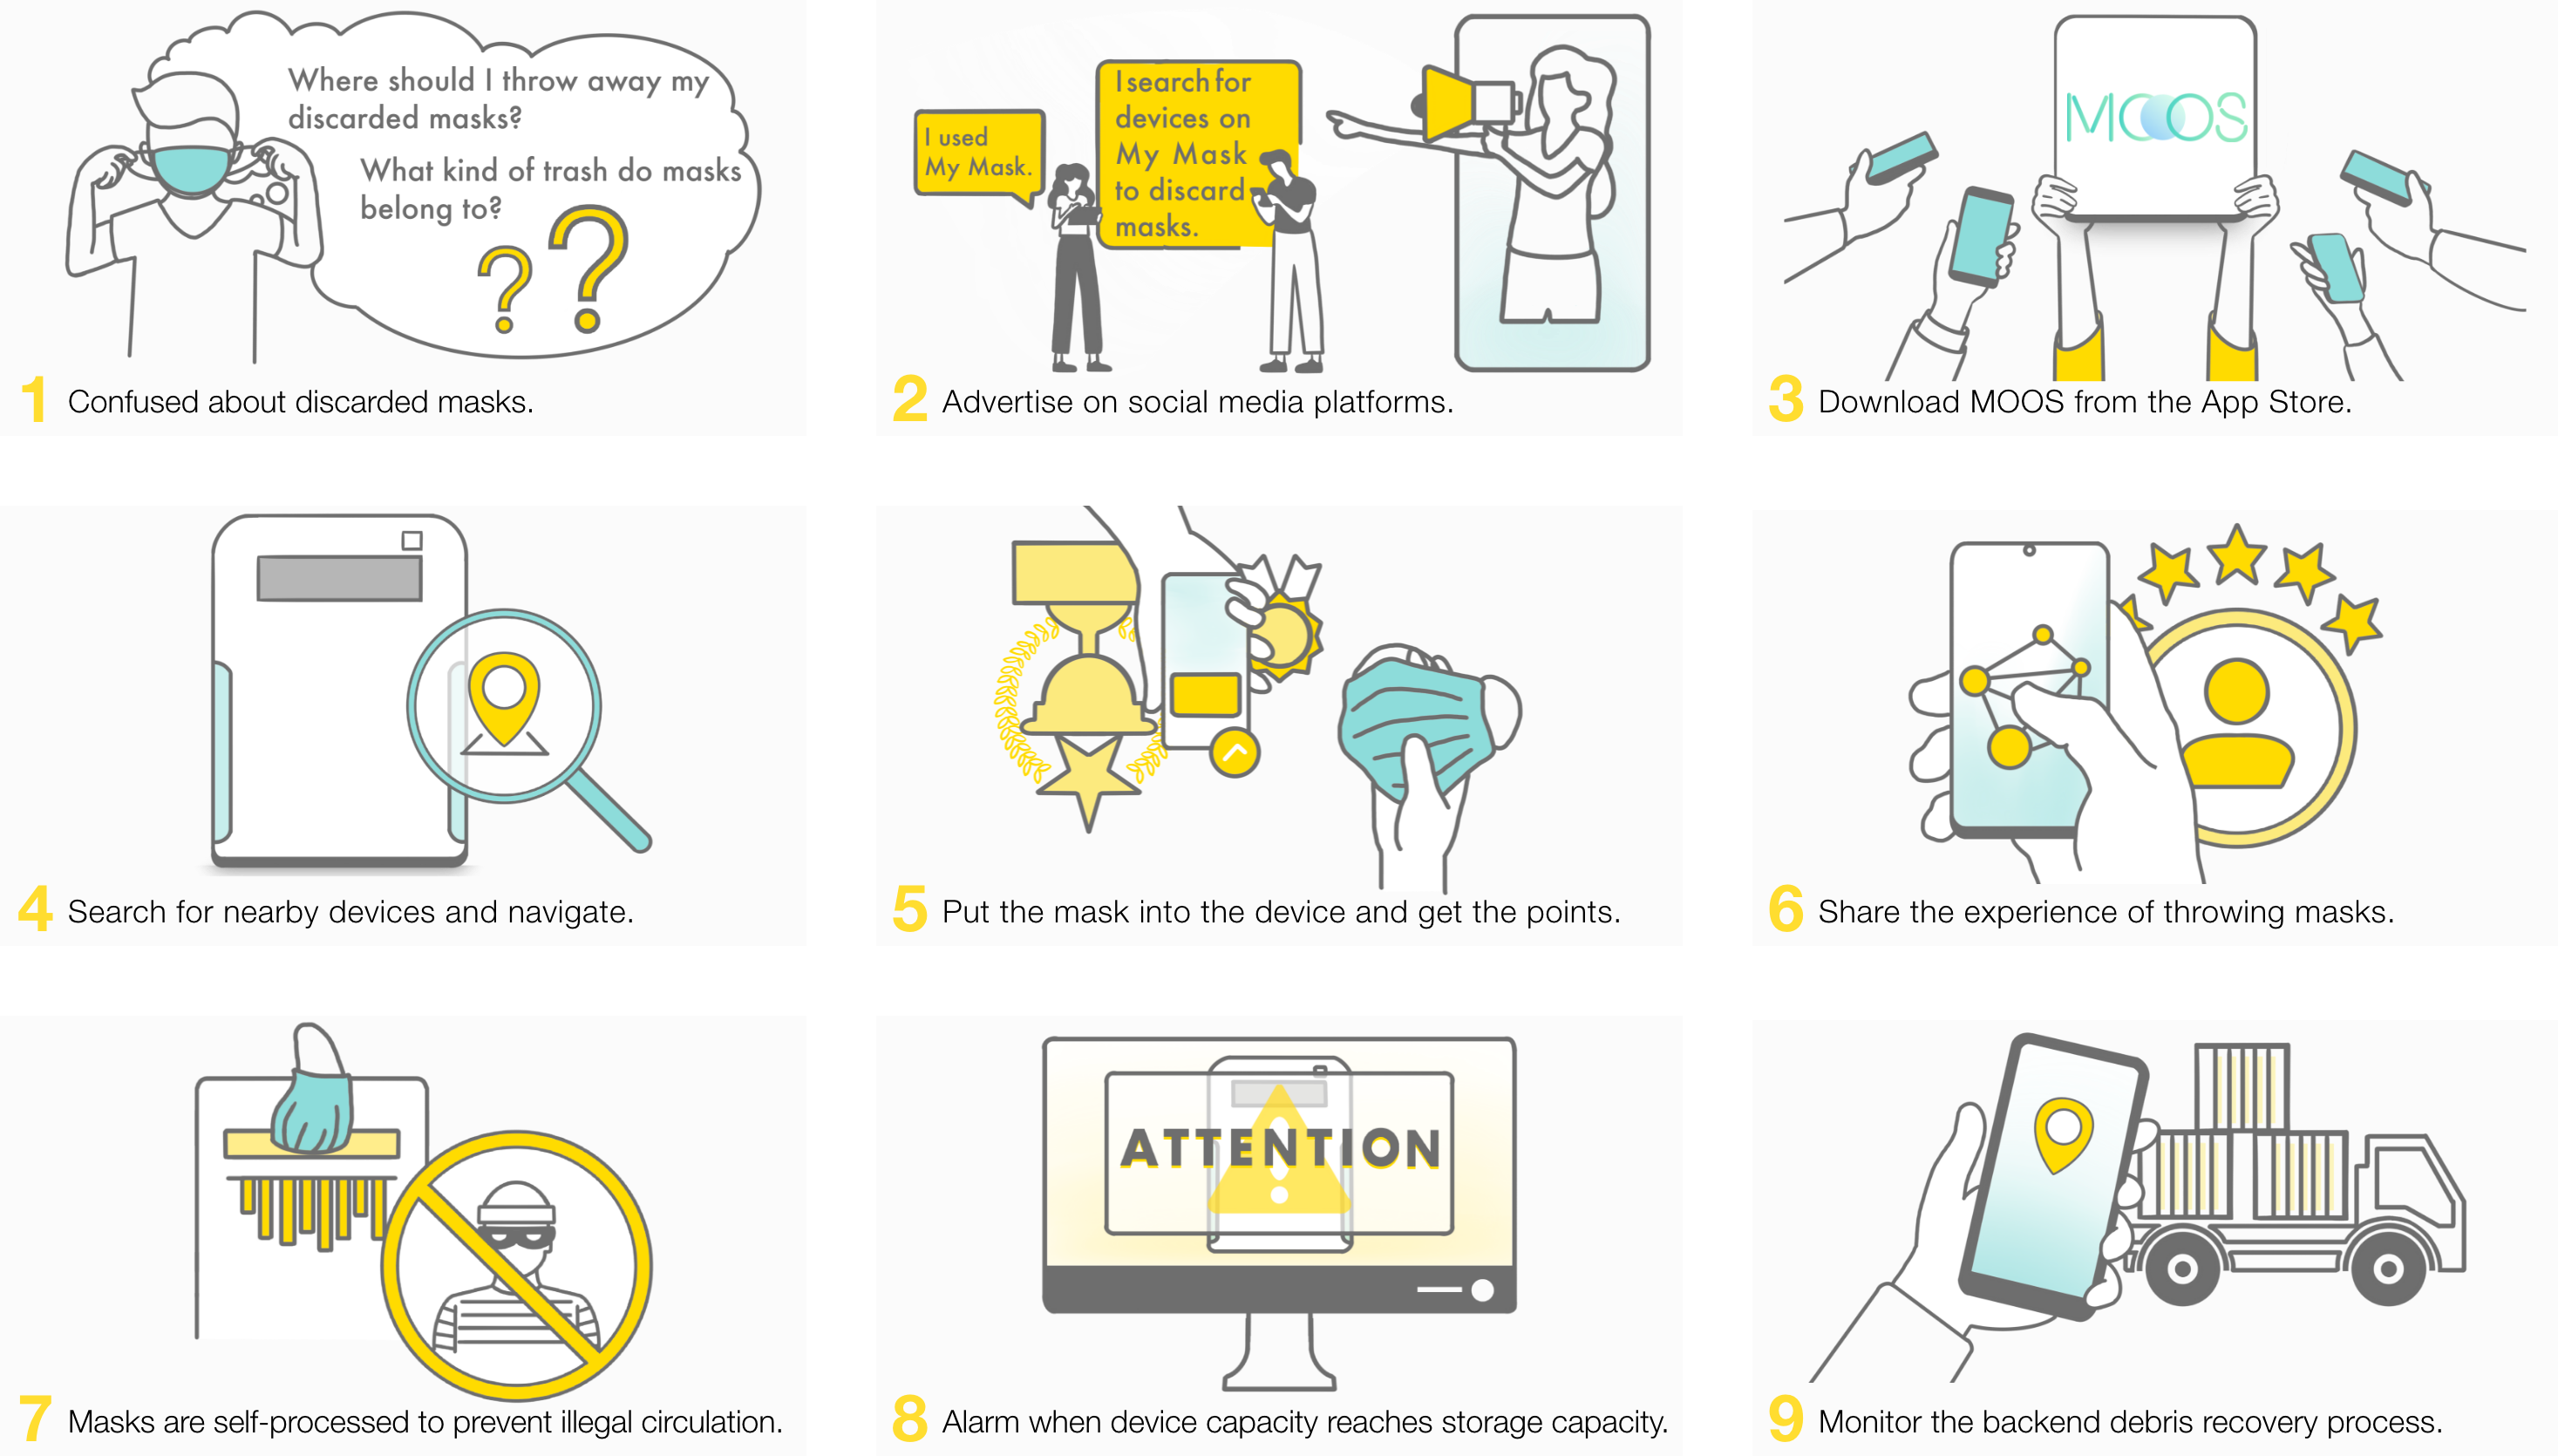 Where should I throw away my
discarded masks?
What kind of trash do masks
belong to?
??
1 Confused about discarded masks.
I used
My Mask.
I search for
devices on
My Mask
to discard
masks.
2 Advertise on social media platforms.
MOOS
3 Download MOOS from the App Store.
4 Search for nearby devices and navigate.
5 Put the mask into the device and get the points.
6 Share the experience of throwing masks.
7 Masks are self-processed to prevent illegal circulation.
ATTENTION
8 Alarm when device capacity reaches storage capacity.
9 Monitor the backend debris recovery process.